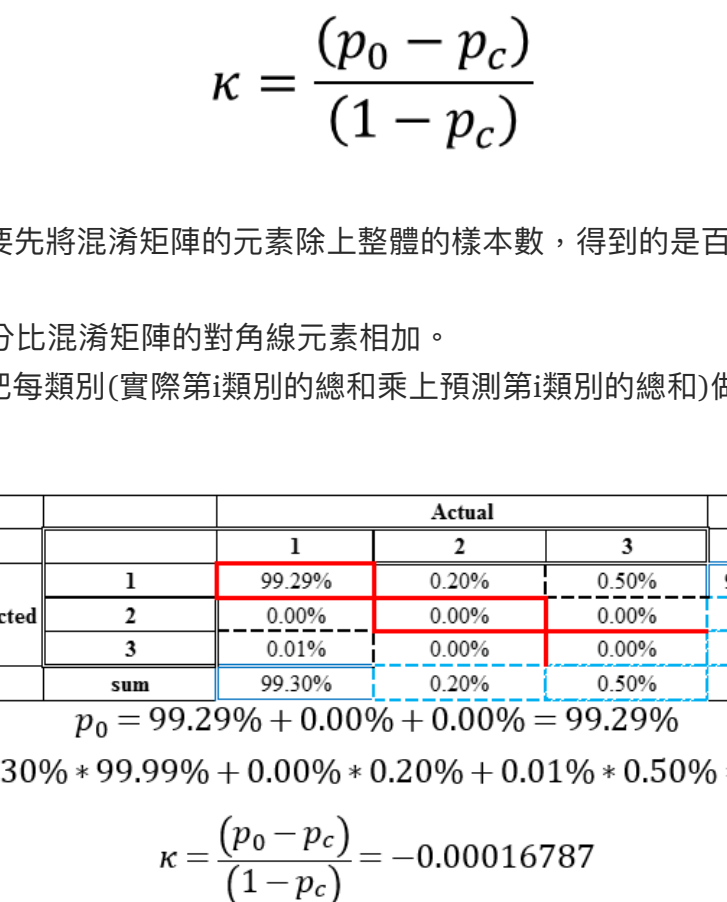 κ = (p₀ − p_c) / (1 − p_c)
要先將混淆矩陣的元素除上整體的樣本數，得到的是百
分比混淆矩陣的對角線元素相加。
把每類別(實際第i類別的總和乘上預測第i類別的總和)做
Actual
1 2 3
1 99.29% 0.20% 0.50% 9
cted 2 0.00% 0.00% 0.00%
3 0.01% 0.00% 0.00%
sum 99.30% 0.20% 0.50%
p₀ = 99.29% + 0.00% + 0.00% = 99.29%
30% * 99.99% + 0.00% * 0.20% + 0.01% * 0.50% =
κ = (p₀ − p_c) / (1 − p_c) = −0.00016787